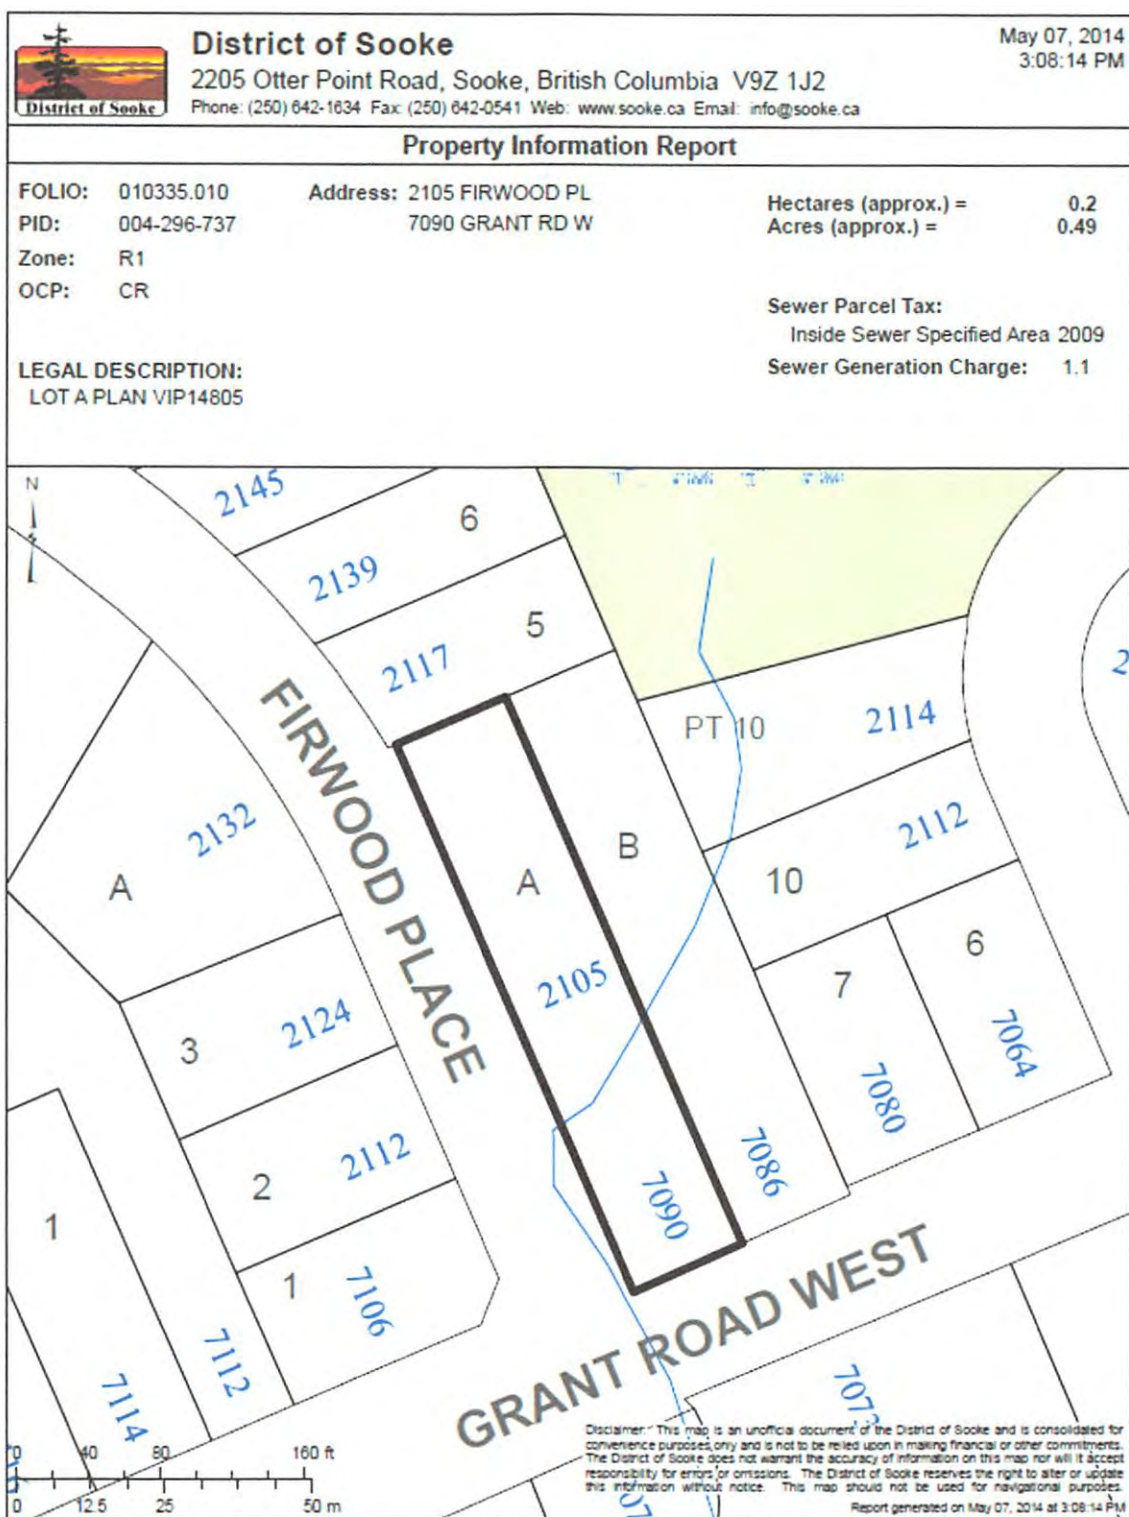 District of Sooke
District of Sooke
2205 Otter Point Road, Sooke, British Columbia V9Z 1J2
Phone: (250) 642-1634 Fax: (250) 642-0541 Web: www.sooke.ca Email: info@sooke.ca
May 07, 2014
3:08:14 PM
Property Information Report
FOLIO: 010335.010
Address: 2105 FIRWOOD PL
PID: 004-296-737
7090 GRANT RD W
Hectares (approx.) = 0.2
Acres (approx.) = 0.49
Zone: R1
OCP: CR
Sewer Parcel Tax:
Inside Sewer Specified Area 2009
Sewer Generation Charge: 1.1
LEGAL DESCRIPTION:
LOT A PLAN VIP14805
N
2145
6
2139
5
2117
FIRWOOD PLACE
PT 10
2114
2132
A
B
A
2112
10
2105
6
7
3
2124
7064
7080
2
2112
7086
7090
1
1
7106
7112
7114
GRANT ROAD WEST
7073
0 40 80 160 ft
0 12.5 25 50 m
Disclaimer: This map is an unofficial document of the District of Sooke and is consolidated for
convenience purposes only and is not to be relied upon in making financial or other commitments.
The District of Sooke does not warrant the accuracy of information on this map nor will it accept
responsibility for errors or omissions. The District of Sooke reserves the right to alter or update
this information without notice. This map should not be used for navigational purposes.
Report generated on May 07, 2014 at 3:08:14 PM